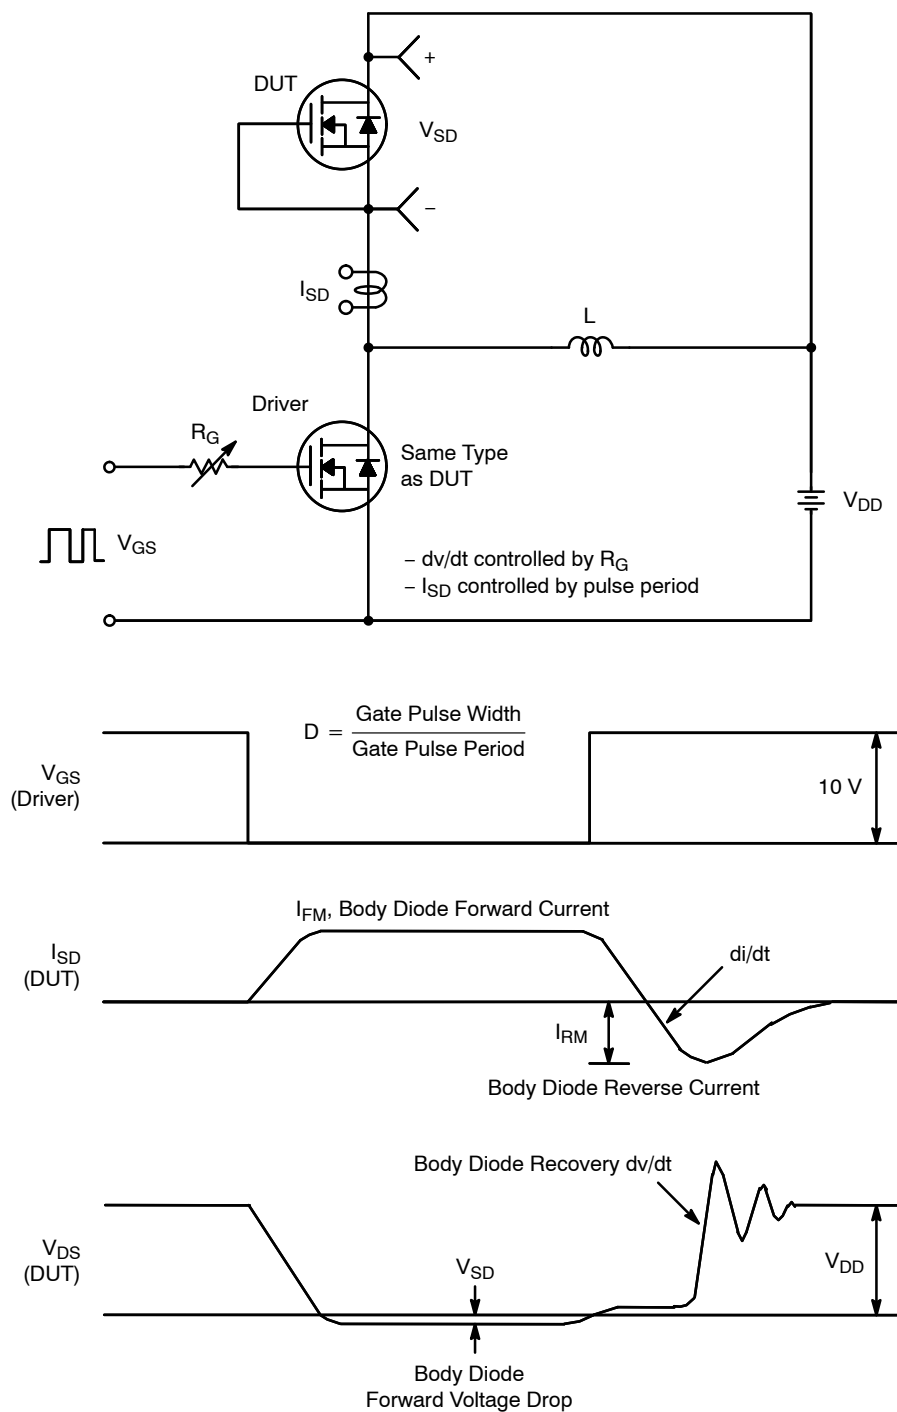 +
DUT
V_SD
−
I_SD
L
Driver
R_G
Same Type
as DUT
V_DD
V_GS
− dv/dt controlled by R_G
− I_SD controlled by pulse period
D = Gate Pulse Width
Gate Pulse Period
V_GS
(Driver)
10 V
I_FM, Body Diode Forward Current
I_SD
(DUT)
di/dt
I_RM
Body Diode Reverse Current
Body Diode Recovery dv/dt
V_DS
(DUT)
V_SD
V_DD
Body Diode
Forward Voltage Drop